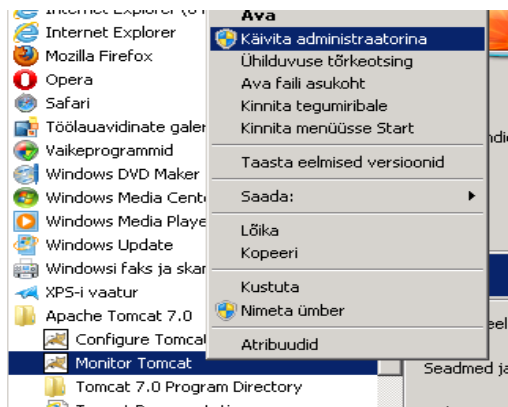 Internet Explorer
Mozilla Firefox
Opera
Safari
Töölauavidinate galer
Vaikeprogrammid
Windows DVD Maker
Windows Media Cent
Windows Media Playe
Windows Update
Windowsi faks ja skan
XPS-i vaatur
Apache Tomcat 7.0
Configure Tomcat
Monitor Tomcat
Tomcat 7.0 Program Directory
Ava
Käivita administraatorina
Ühilduvuse tõrkeotsing
Ava faili asukoht
Kinnita tegumiribale
Kinnita menüüsse Start
Taasta eelmised versioonid
Saada:
Lõika
Kopeeri
Kustuta
Nimeta ümber
Atribuudid
Seadmed ja